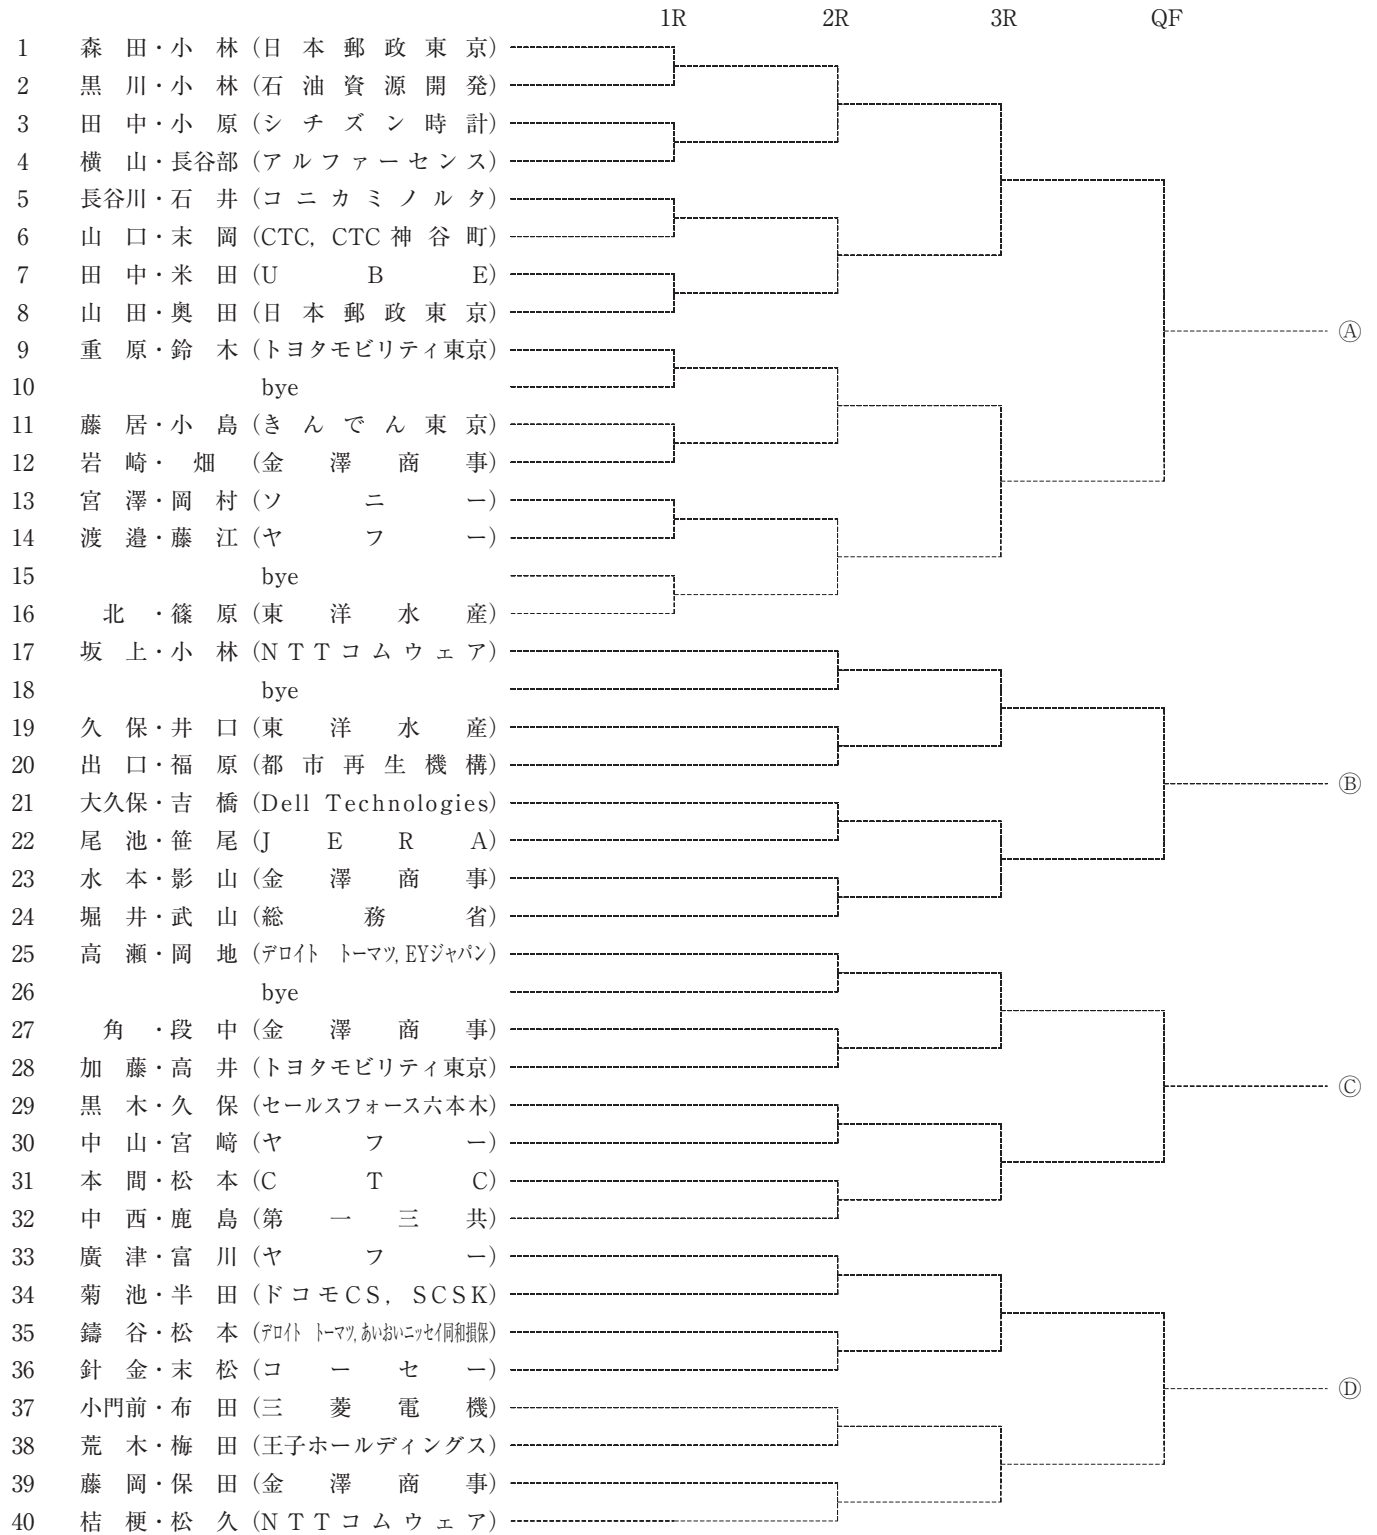 1R 2R 3R QF
1 森 田・小 林 (日 本 郵 政 東 京)
2 黒 川・小 林 (石 油 資 源 開 発)
3 田 中・小 原 (シ チ ズ ン 時 計)
4 横 山・長谷部 (ア ル フ ァ ー セ ン ス)
5 長谷川・石 井 (コ ニ カ ミ ノ ル タ)
6 山 口・末 岡 (CTC, CTC 神 谷 町)
7 田 中・米 田 (U B E)
8 山 田・奥 田 (日 本 郵 政 東 京)
9 重 原・鈴 木 (トヨタモビリティ東京)
Ⓐ
10 bye
11 藤 居・小 島 (き ん で ん 東 京)
12 岩 崎・ 畑 (金 澤 商 事)
13 宮 澤・岡 村 (ソ ニ ー)
14 渡 邉・藤 江 (ヤ フ ー)
15 bye
16 北 ・篠 原 (東 洋 水 産)
17 坂 上・小 林 (N T T コ ム ウ ェ ア)
18 bye
19 久 保・井 口 (東 洋 水 産)
20 出 口・福 原 (都 市 再 生 機 構)
Ⓑ
21 大久保・吉 橋 (Dell Technologies)
22 尾 池・笹 尾 (J E R A)
23 水 本・影 山 (金 澤 商 事)
24 堀 井・武 山 (総 務 省)
25 高 瀬・岡 地 (デロイト トーマツ, EYジャパン)
26 bye
27 角 ・段 中 (金 澤 商 事)
28 加 藤・高 井 (トヨタモビリティ東京)
Ⓒ
29 黒 木・久 保 (セールスフォース六本木)
30 中 山・宮 﨑 (ヤ フ ー)
31 本 間・松 本 (C T C)
32 中 西・鹿 島 (第 一 三 共)
33 廣 津・富 川 (ヤ フ ー)
34 菊 池・半 田 (ド コ モ CS, SCSK)
35 鑄 谷・松 本 (デロイト トーマツ, あいおいニッセイ同和損保)
36 針 金・末 松 (コ ー セ ー)
Ⓓ
37 小門前・布 田 (三 菱 電 機)
38 荒 木・梅 田 (王子ホールディングス)
39 藤 岡・保 田 (金 澤 商 事)
40 桔 梗・松 久 (N T T コ ム ウ ェ ア)